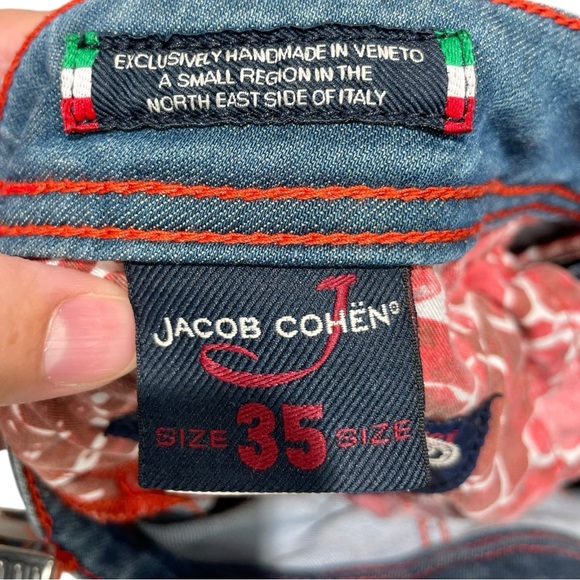 EXCLUSIVELY HANDMADE IN VENETO
A SMALL REGION IN THE
NORTH EAST SIDE OF ITALY
J
JACOB COHËN®
SIZE 35 SIZE